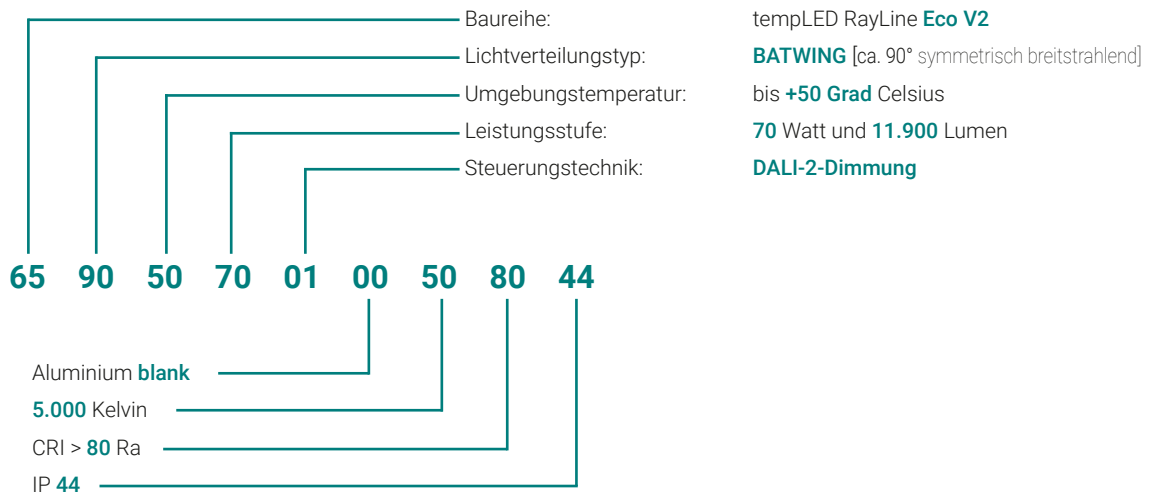 Baureihe: tempLED RayLine Eco V2
Lichtverteilungstyp: BATWING [ca. 90° symmetrisch breitstrahlend]
Umgebungstemperatur: bis +50 Grad Celsius
Leistungsstufe: 70 Watt und 11.900 Lumen
Steuerungstechnik: DALI-2-Dimmung
65 90 50 70 01 00 50 80 44
Aluminium blank
5.000 Kelvin
CRI > 80 Ra
IP 44